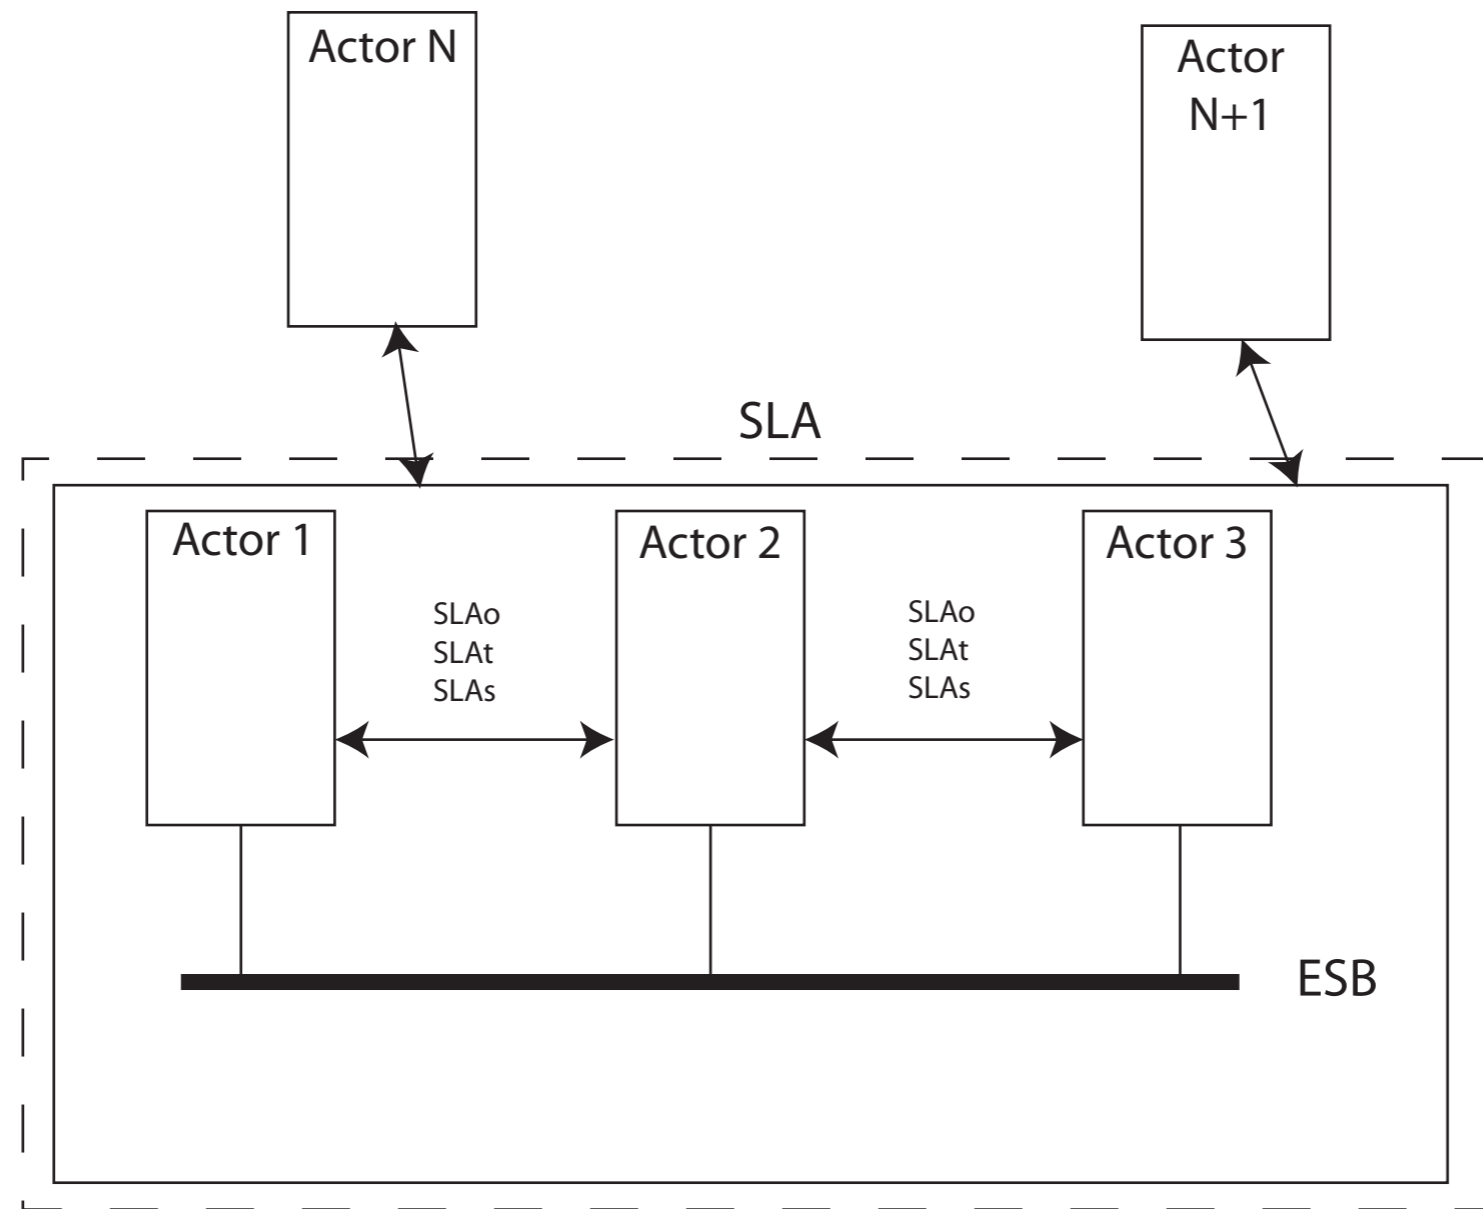 Actor N
Actor
N+1
SLA
Actor 1
Actor 2
Actor 3
SLAo
SLAt
SLAs
SLAo
SLAt
SLAs
ESB